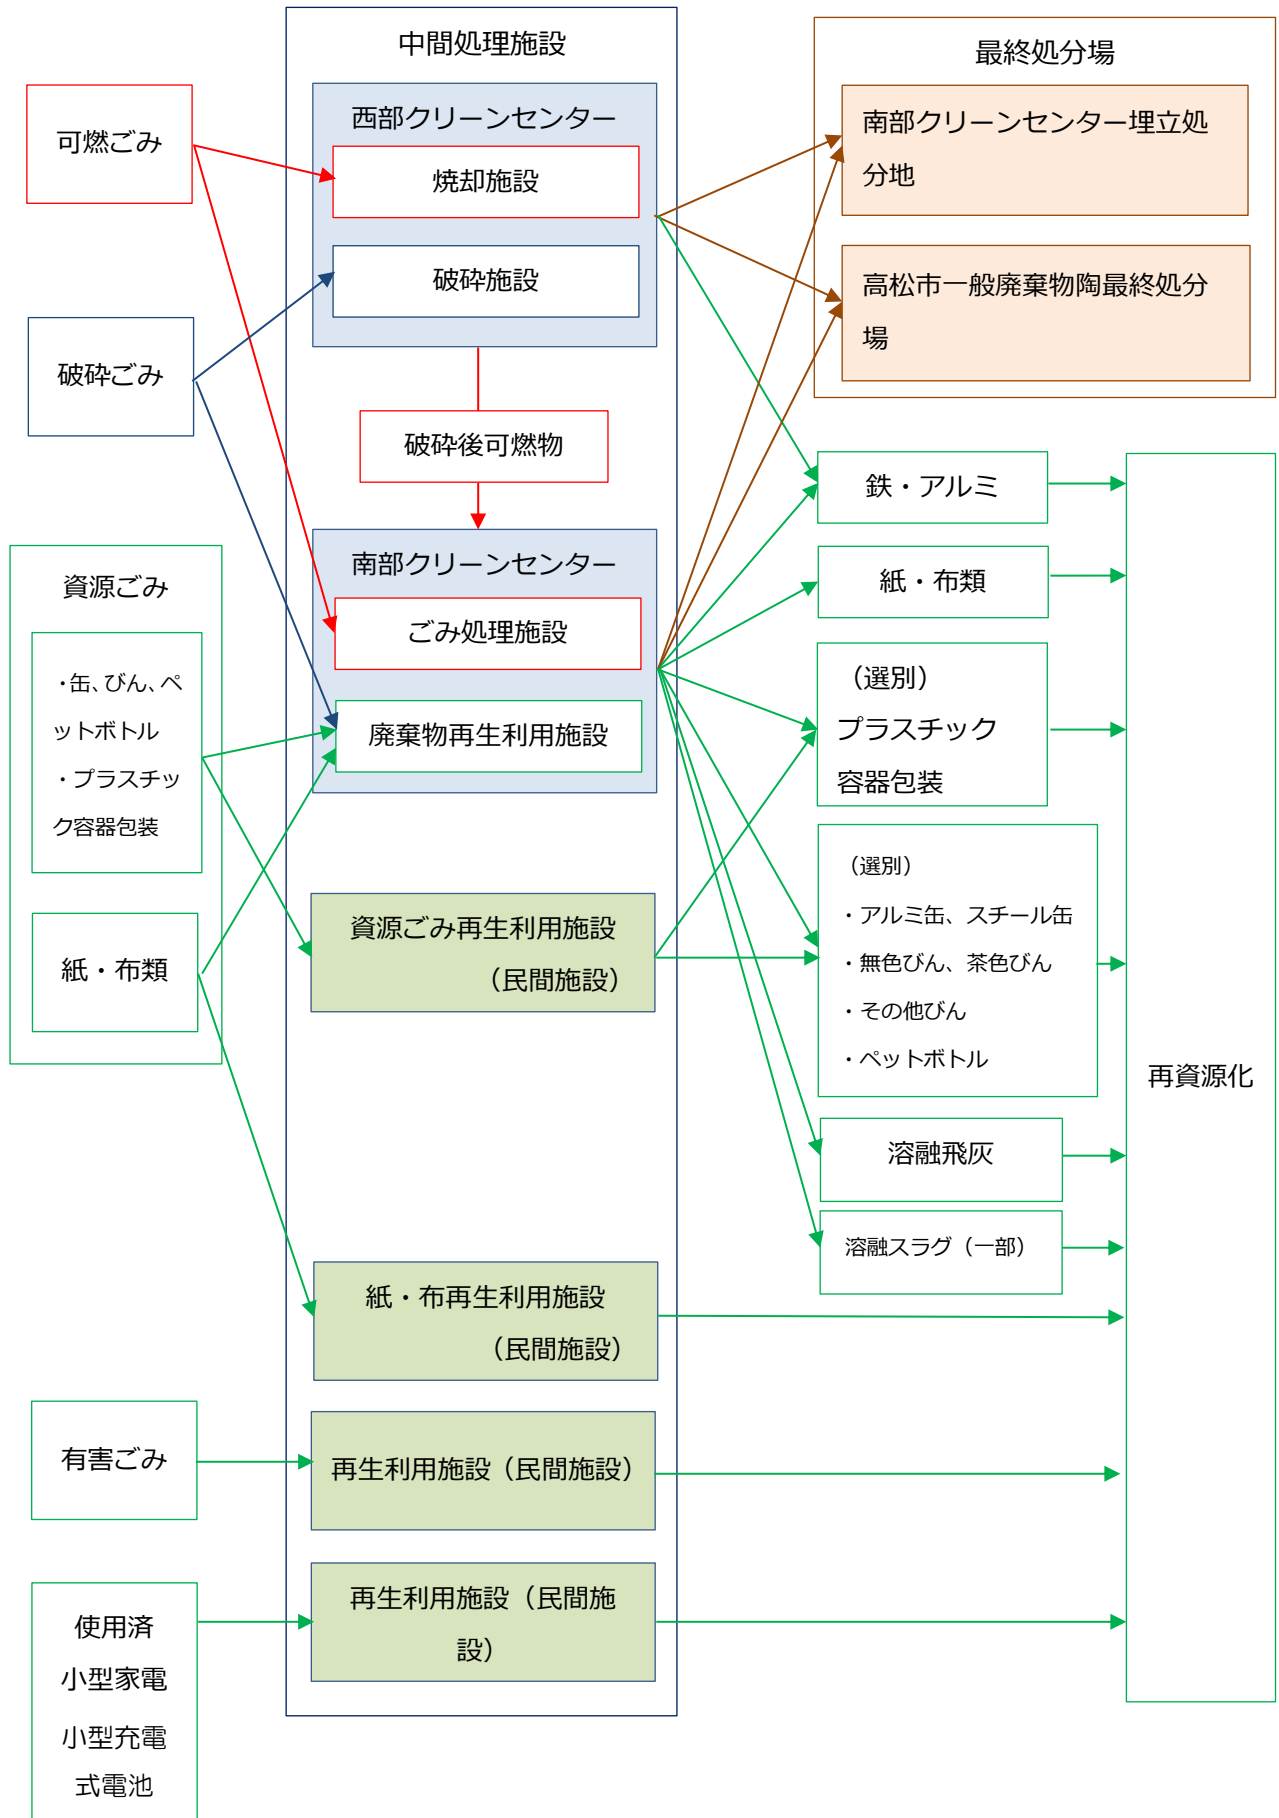 中間処理施設
最終処分場
可燃ごみ
西部クリーンセンター
焼却施設
破砕施設
南部クリーンセンター埋立処
分地
高松市一般廃棄物陶最終処分
場
破砕ごみ
破砕後可燃物
鉄・アルミ
南部クリーンセンター
ごみ処理施設
廃棄物再生利用施設
紙・布類
資源ごみ
・缶、びん、ペ
ットボトル
・プラスチッ
ク容器包装
紙・布類
（選別）
プラスチック
容器包装
資源ごみ再生利用施設
（民間施設）
（選別）
・アルミ缶、スチール缶
・無色びん、茶色びん
・その他びん
・ペットボトル
再資源化
溶融飛灰
溶融スラグ（一部）
紙・布再生利用施設
（民間施設）
有害ごみ
再生利用施設（民間施設）
使用済
小型家電
小型充電
式電池
再生利用施設（民間施
設）